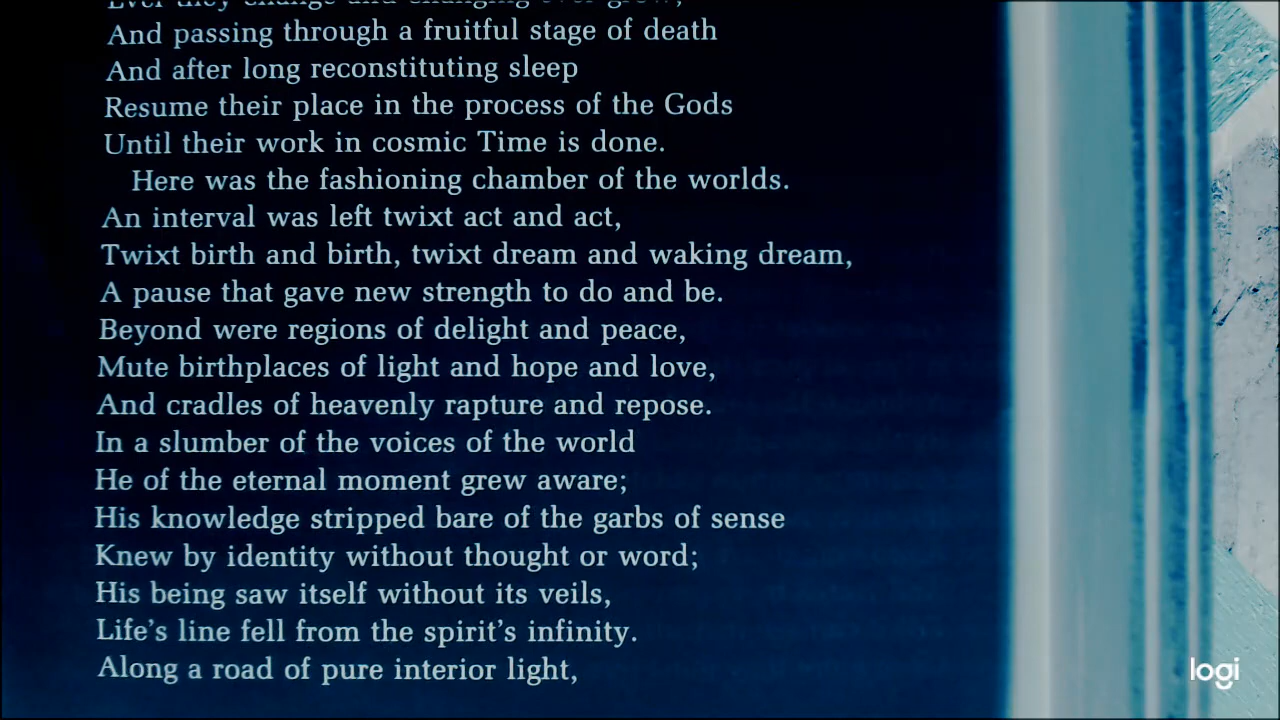 Ever they change and changing ever grow,
And passing through a fruitful stage of death
And after long reconstituting sleep
Resume their place in the process of the Gods
Until their work in cosmic Time is done.
Here was the fashioning chamber of the worlds.
An interval was left twixt act and act,
Twixt birth and birth, twixt dream and waking dream,
A pause that gave new strength to do and be.
Beyond were regions of delight and peace,
Mute birthplaces of light and hope and love,
And cradles of heavenly rapture and repose.
In a slumber of the voices of the world
He of the eternal moment grew aware;
His knowledge stripped bare of the garbs of sense
Knew by identity without thought or word;
His being saw itself without its veils,
Life's line fell from the spirit's infinity.
Along a road of pure interior light,
logi